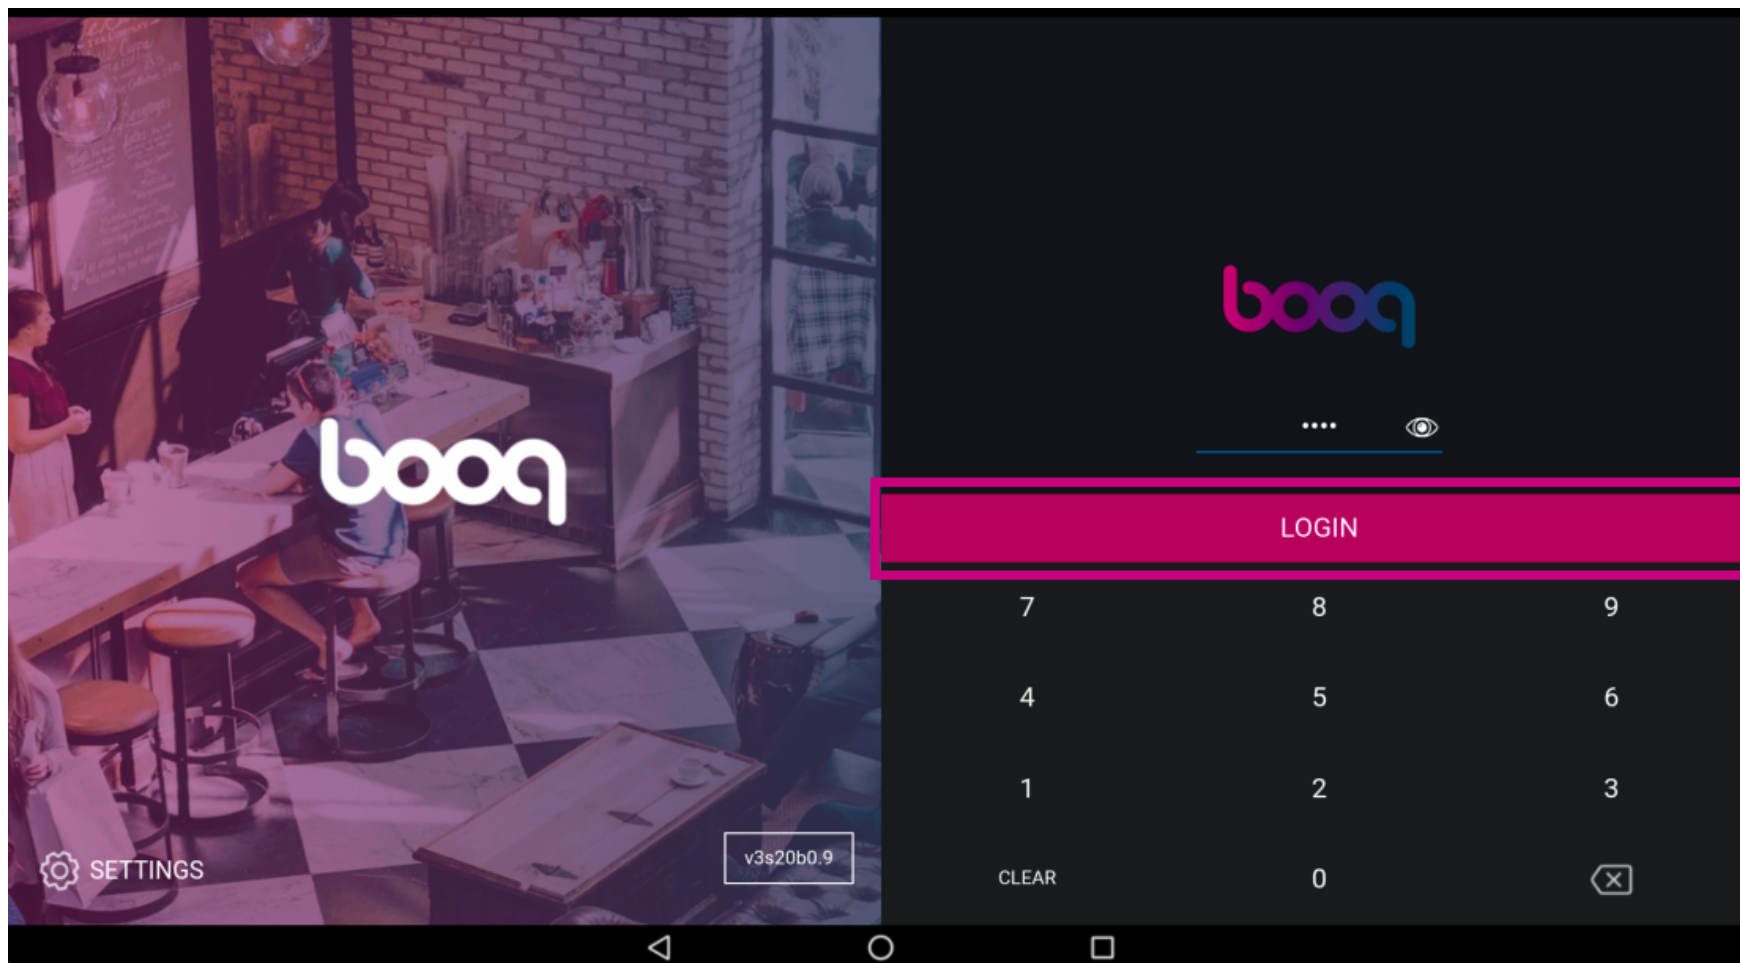 booq
SETTINGS
v3s20b0.9
booq
••••
LOGIN
7 8 9
4 5 6
1 2 3
CLEAR 0